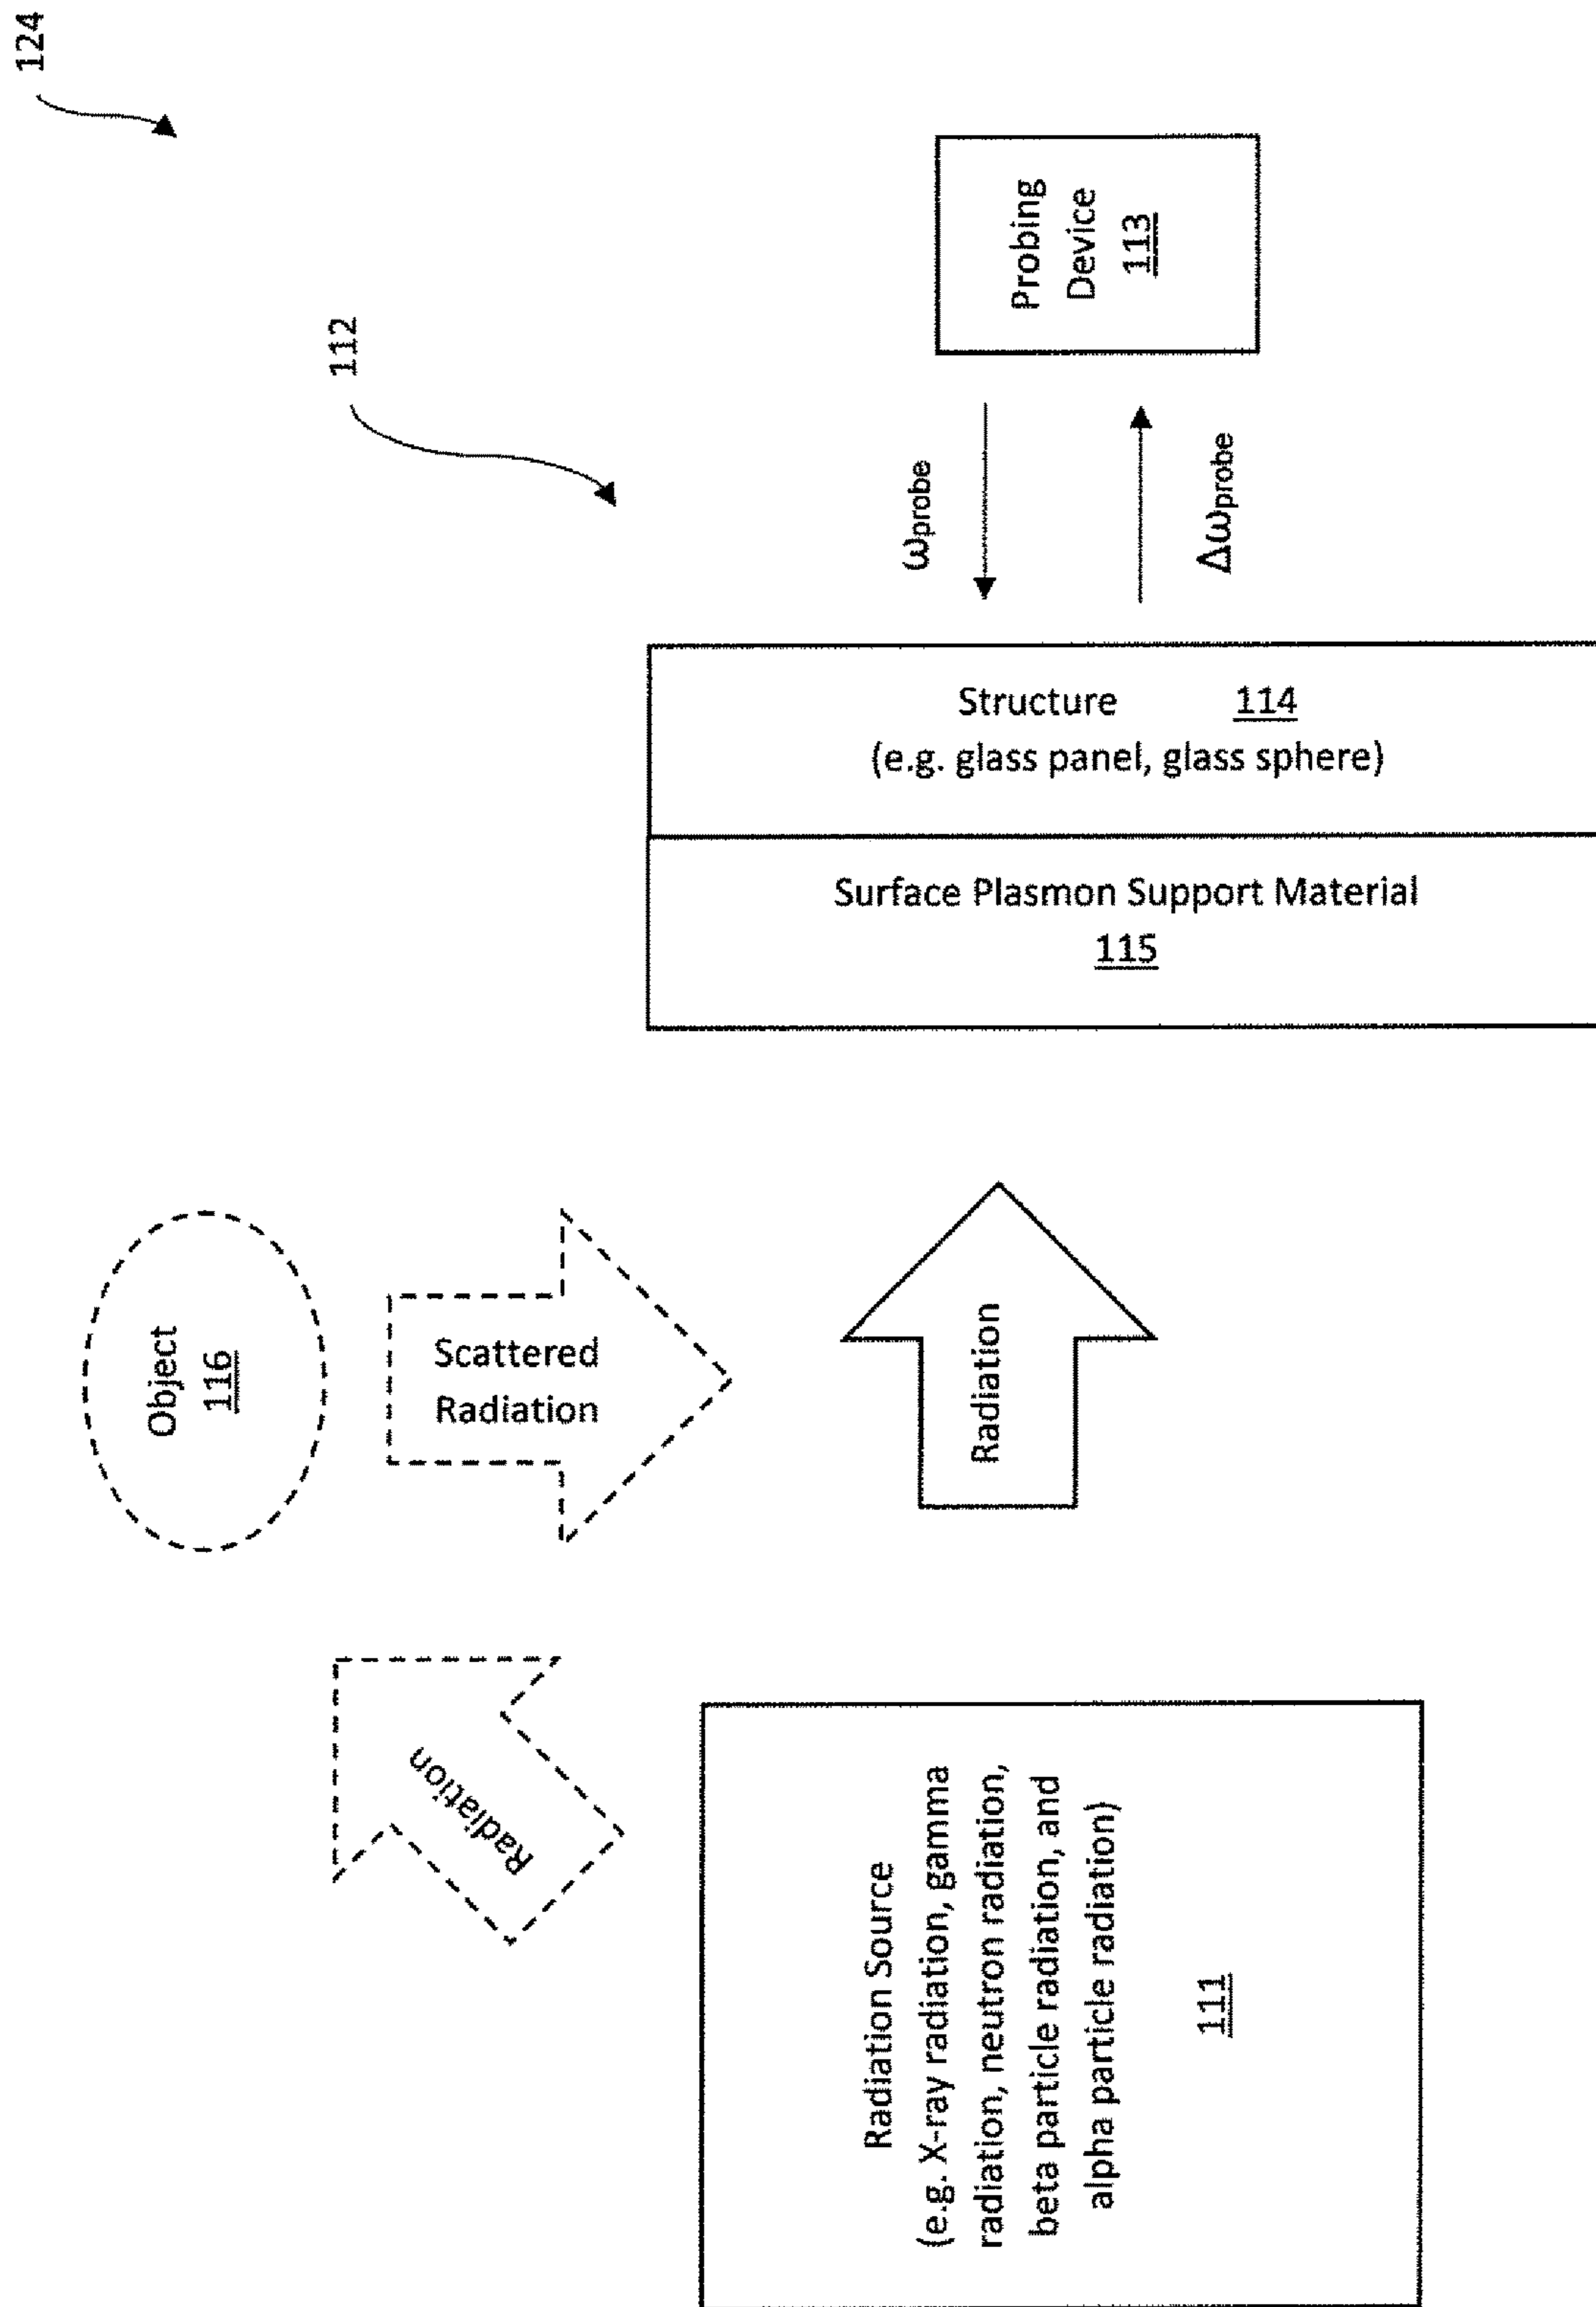 124
112
Object
116
Scattered
Radiation
Radiation
Radiation
Radiation Source
(e.g. X-ray radiation, gamma
radiation, neutron radiation,
beta particle radiation, and
alpha particle radiation)
111
Surface Plasmon Support Material
115
Structure 114
(e.g. glass panel, glass sphere)
ωprobe
Δωprobe
Probing
Device
113